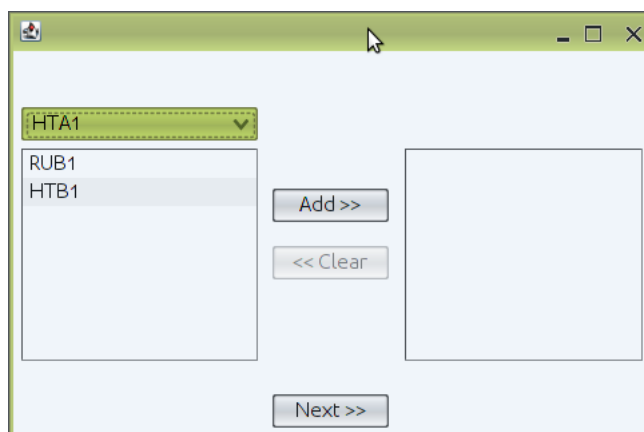 HTA1
RUB1
HTB1
Add >>
<< Clear
Next >>